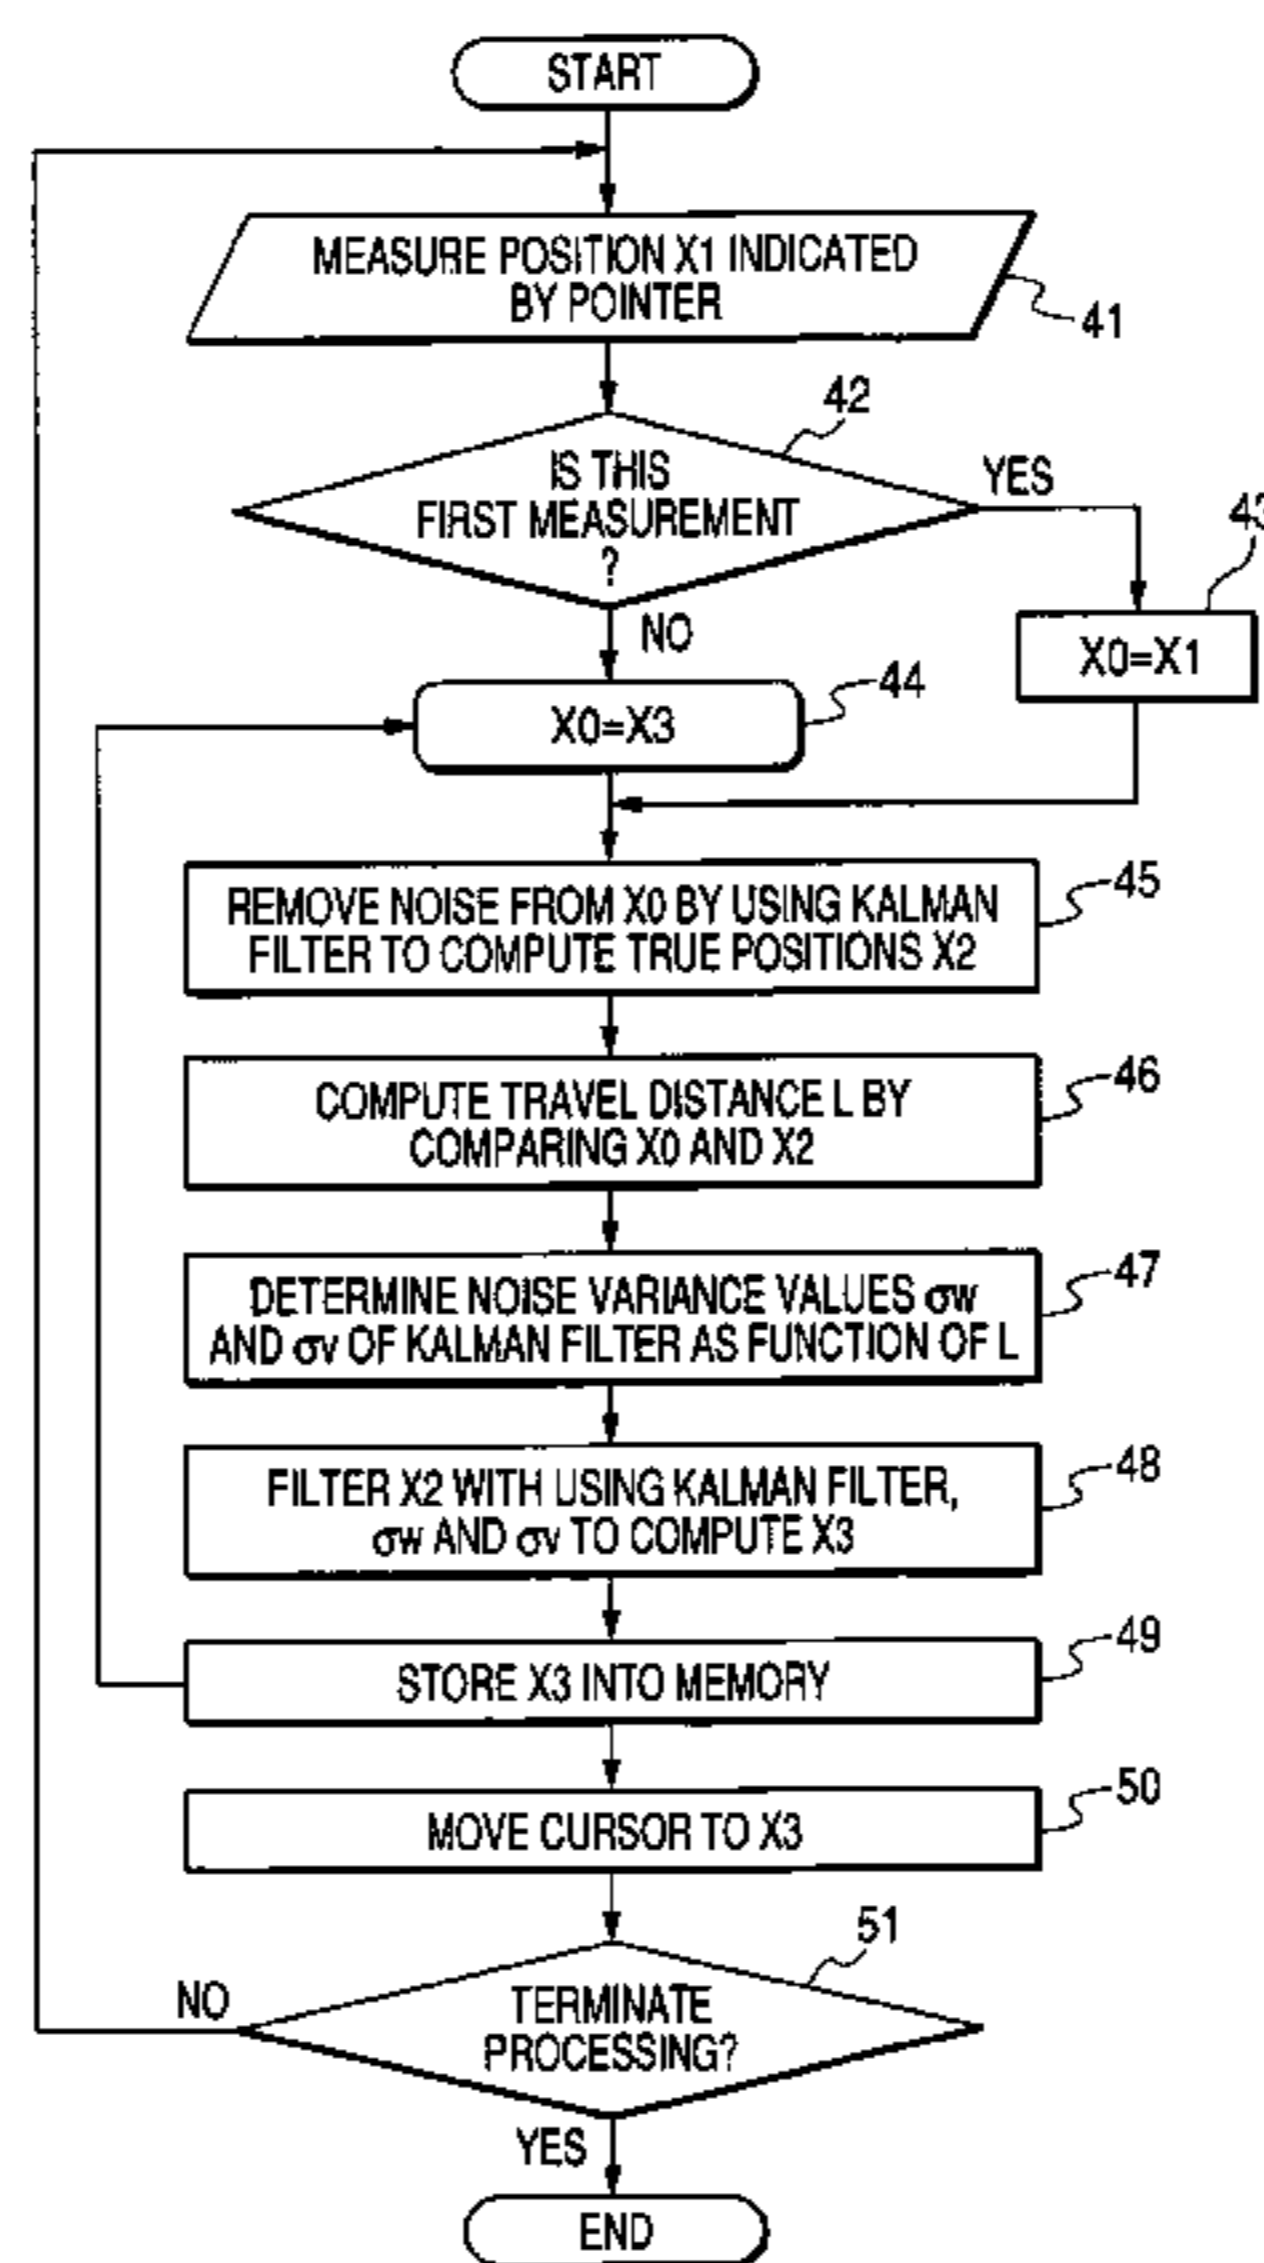 START
MEASURE POSITION X1 INDICATED
BY POINTER
41
42
IS THIS
FIRST MEASUREMENT
?
YES
43
X0=X1
NO
44
X0=X3
45
REMOVE NOISE FROM X0 BY USING KALMAN
FILTER TO COMPUTE TRUE POSITIONS X2
46
COMPUTE TRAVEL DISTANCE L BY
COMPARING X0 AND X2
47
DETERMINE NOISE VARIANCE VALUES σw
AND σv OF KALMAN FILTER AS FUNCTION OF L
48
FILTER X2 WITH USING KALMAN FILTER,
σw AND σv TO COMPUTE X3
49
STORE X3 INTO MEMORY
50
MOVE CURSOR TO X3
51
NO
TERMINATE
PROCESSING?
YES
END